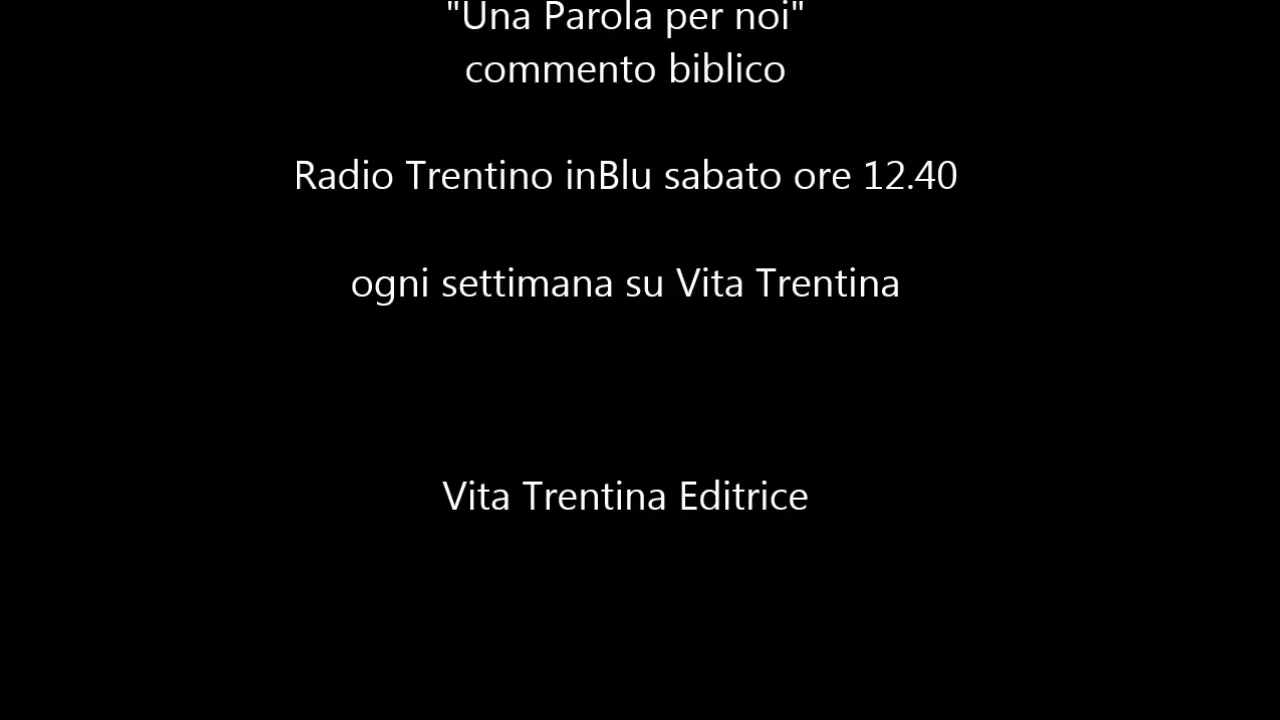 "Una Parola per noi"
commento biblico
Radio Trentino inBlu sabato ore 12.40
ogni settimana su Vita Trentina
Vita Trentina Editrice